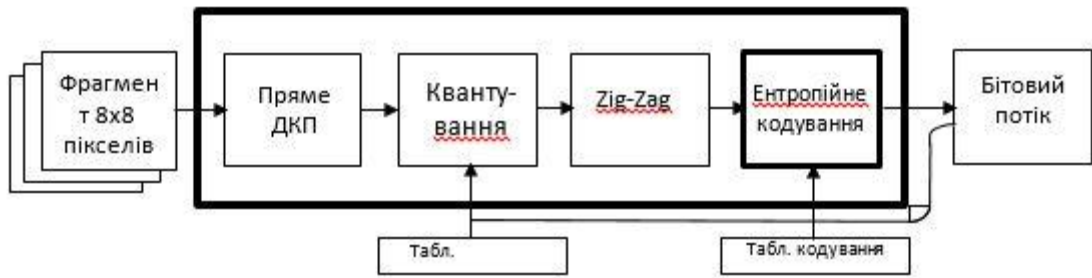 Фрагмен
т 8х8
пікселів
Пряме
ДКП
Кванту-
вання
Zig-Zag
Ентропійне
кодування
Бітовий
потік
Табл.
Табл. кодування